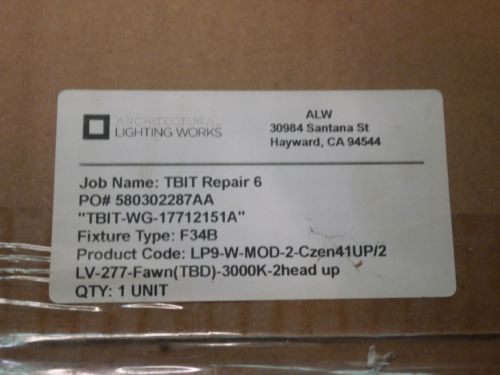 ARCHITECTURAL
LIGHTING WORKS
ALW
30984 Santana St
Hayward, CA 94544
Job Name: TBIT Repair 6
PO# 580302287AA
"TBIT-WG-17712151A"
Fixture Type: F34B
Product Code: LP9-W-MOD-2-Czen41UP/2
LV-277-Fawn(TBD)-3000K-2head up
QTY: 1 UNIT